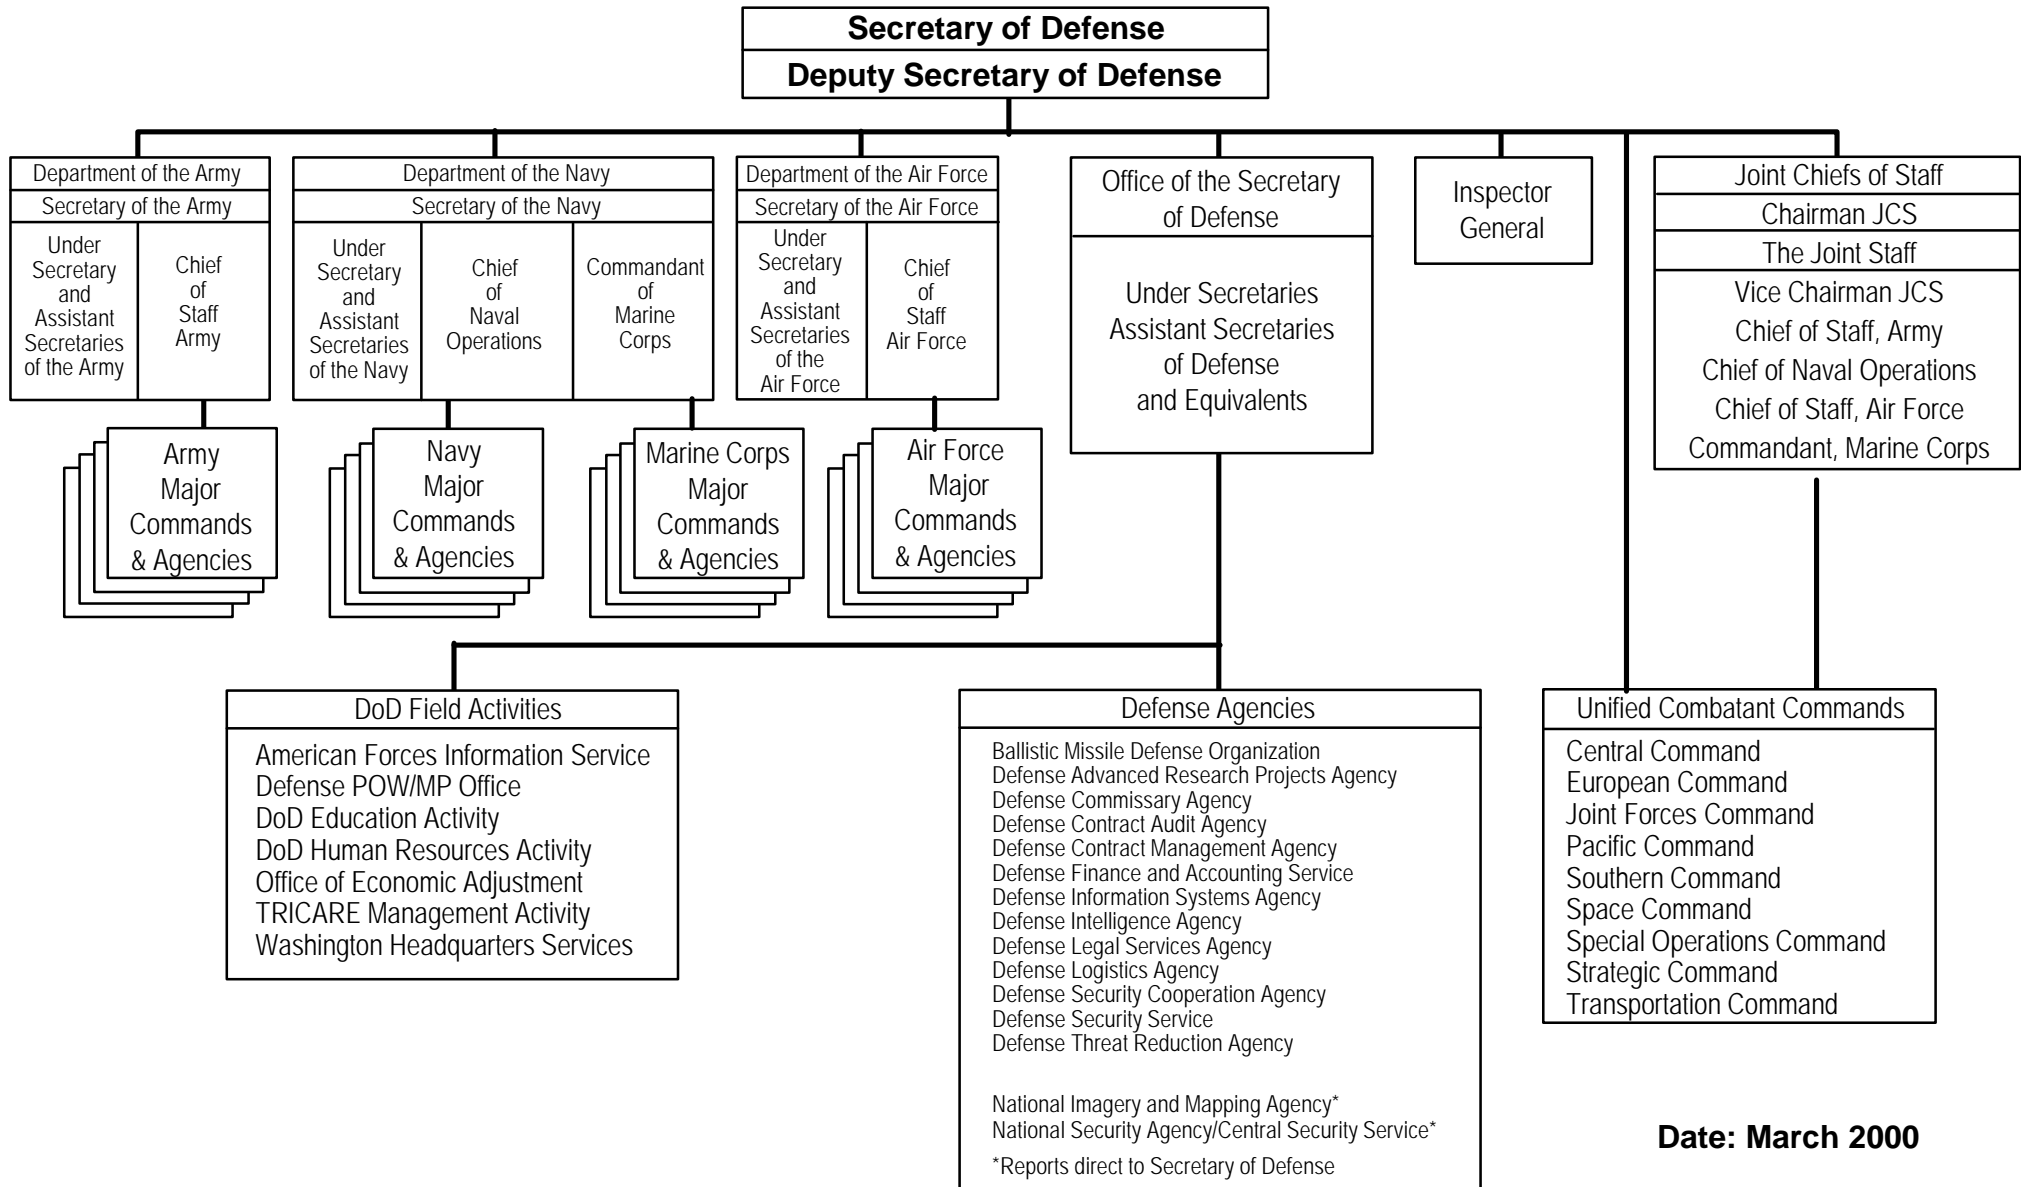 Secretary of Defense
Deputy Secretary of Defense
Department of the Army
Secretary of the Army
Under
Secretary
and
Assistant
Secretaries
of the Army
Chief
of
Staff
Army
Army
Major
Commands
& Agencies
Department of the Navy
Secretary of the Navy
Under
Secretary
and
Assistant
Secretaries
of the Navy
Chief
of
Naval
Operations
Commandant
of
Marine
Corps
Navy
Major
Commands
& Agencies
Marine Corps
Major
Commands
& Agencies
Department of the Air Force
Secretary of the Air Force
Under
Secretary
and
Assistant
Secretaries
of the
Air Force
Chief
of
Staff
Air Force
Air Force
Major
Commands
& Agencies
Office of the Secretary
of Defense
Under Secretaries
Assistant Secretaries
of Defense
and Equivalents
Inspector
General
Joint Chiefs of Staff
Chairman JCS
The Joint Staff
Vice Chairman JCS
Chief of Staff, Army
Chief of Naval Operations
Chief of Staff, Air Force
Commandant, Marine Corps
DoD Field Activities
American Forces Information Service
Defense POW/MP Office
DoD Education Activity
DoD Human Resources Activity
Office of Economic Adjustment
TRICARE Management Activity
Washington Headquarters Services
Defense Agencies
Ballistic Missile Defense Organization
Defense Advanced Research Projects Agency
Defense Commissary Agency
Defense Contract Audit Agency
Defense Contract Management Agency
Defense Finance and Accounting Service
Defense Information Systems Agency
Defense Intelligence Agency
Defense Legal Services Agency
Defense Logistics Agency
Defense Security Cooperation Agency
Defense Security Service
Defense Threat Reduction Agency
National Imagery and Mapping Agency*
National Security Agency/Central Security Service*
*Reports direct to Secretary of Defense
Unified Combatant Commands
Central Command
European Command
Joint Forces Command
Pacific Command
Southern Command
Space Command
Special Operations Command
Strategic Command
Transportation Command
Date: March 2000